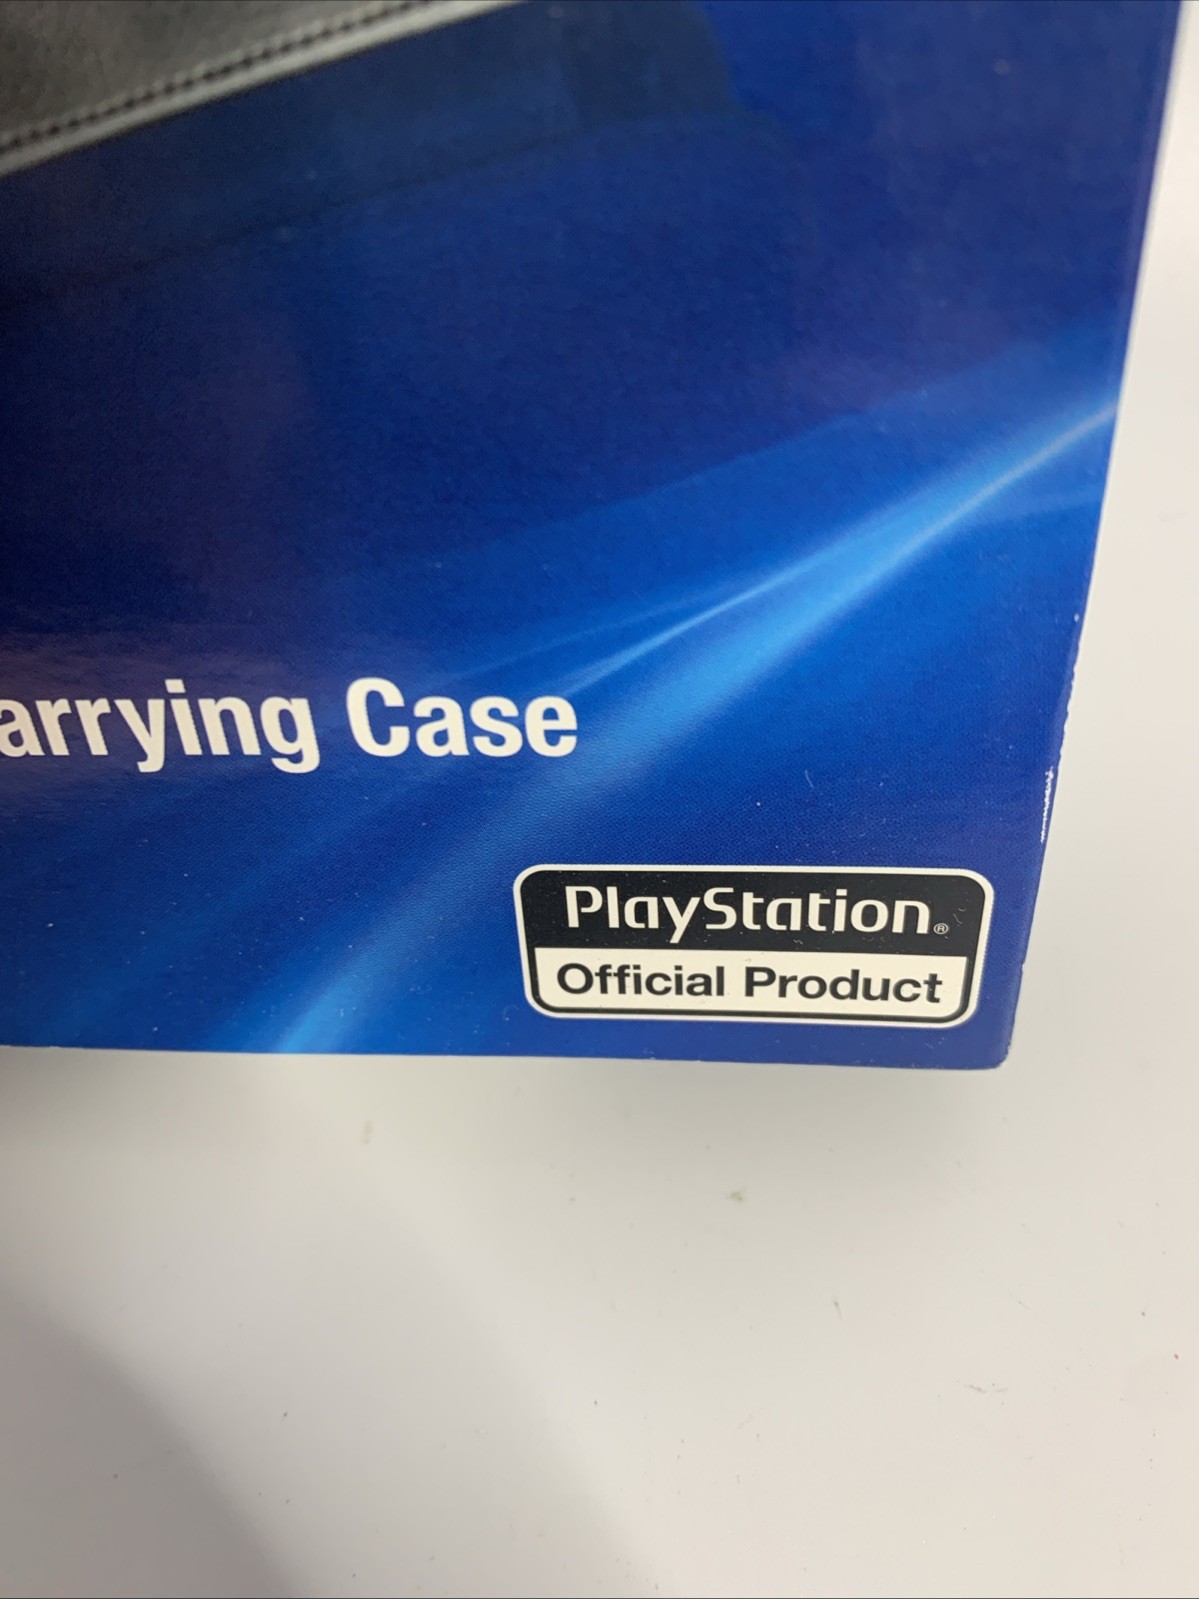 arrying Case
PlayStation®
Official Product